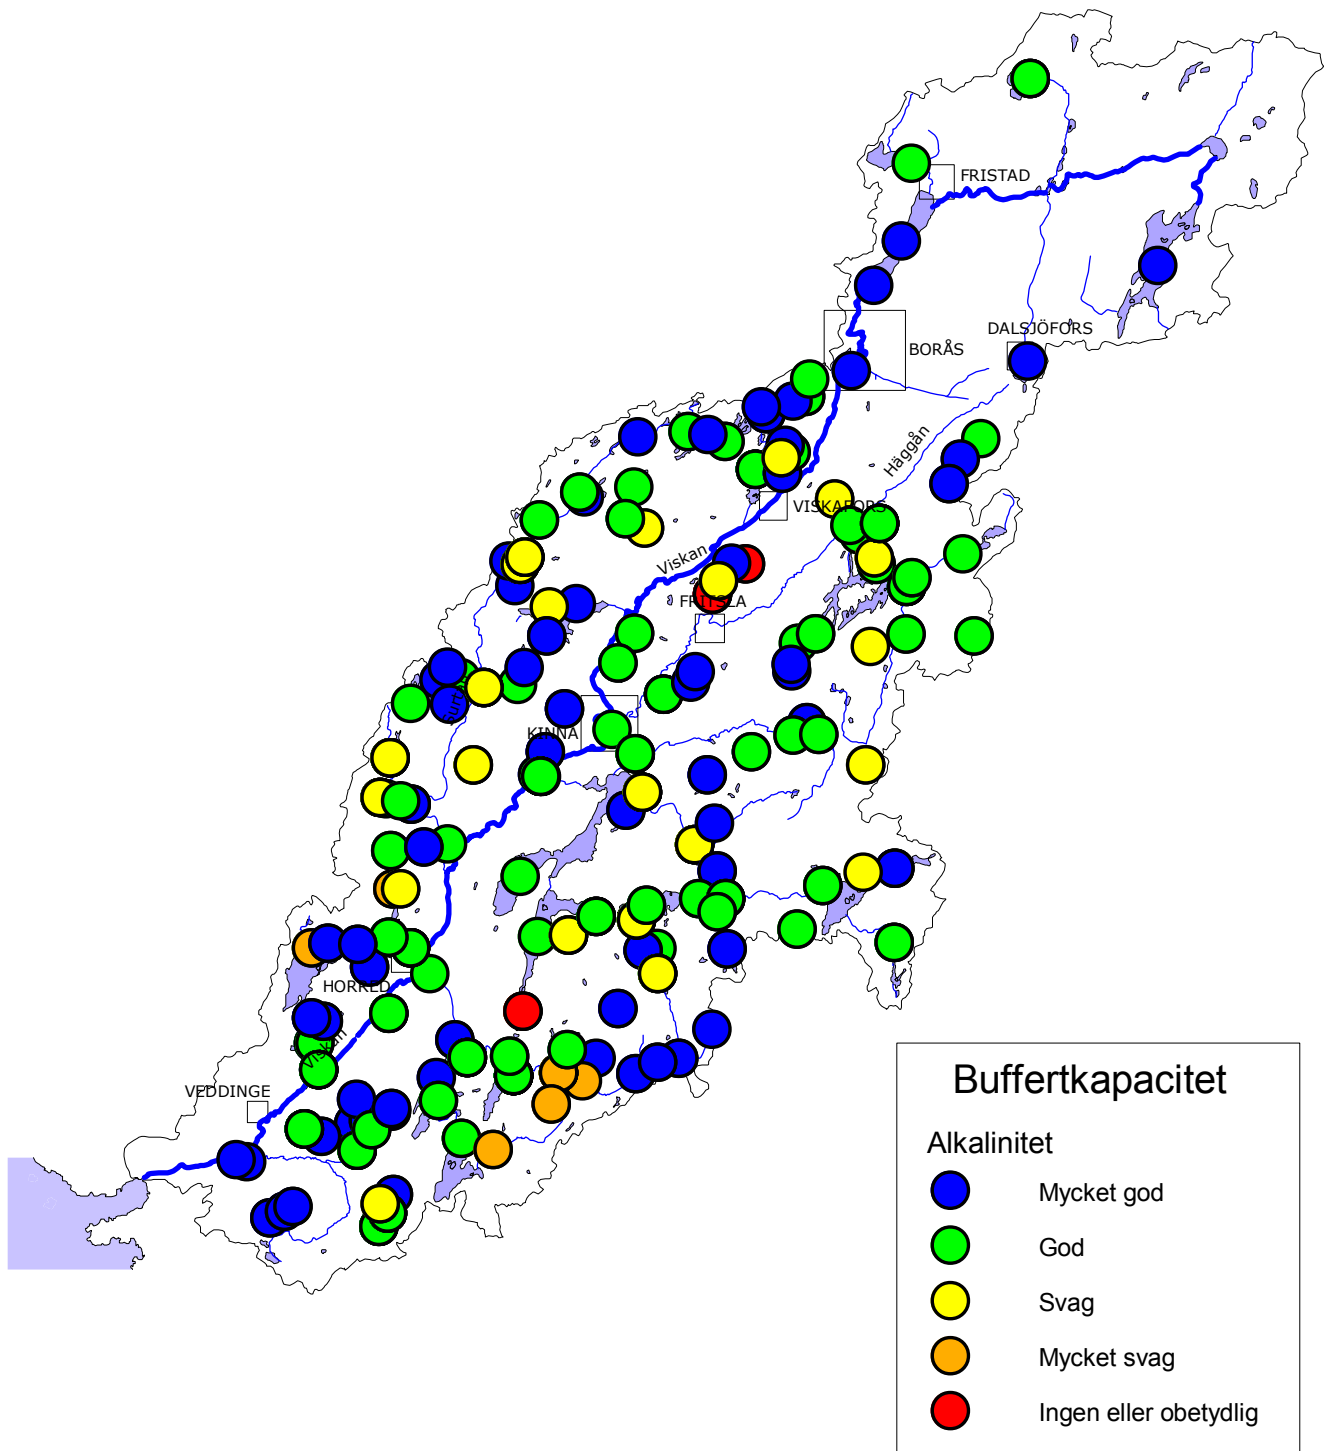 FRISTAD
DALSJÖFORS
BORÅS
Häggån
VISKAFORS
Viskan
FRITSLA
KINNA
HORRED
Viskan
VEDDINGE
Buffertkapacitet
Alkalinitet
Mycket god
God
Svag
Mycket svag
Ingen eller obetydlig